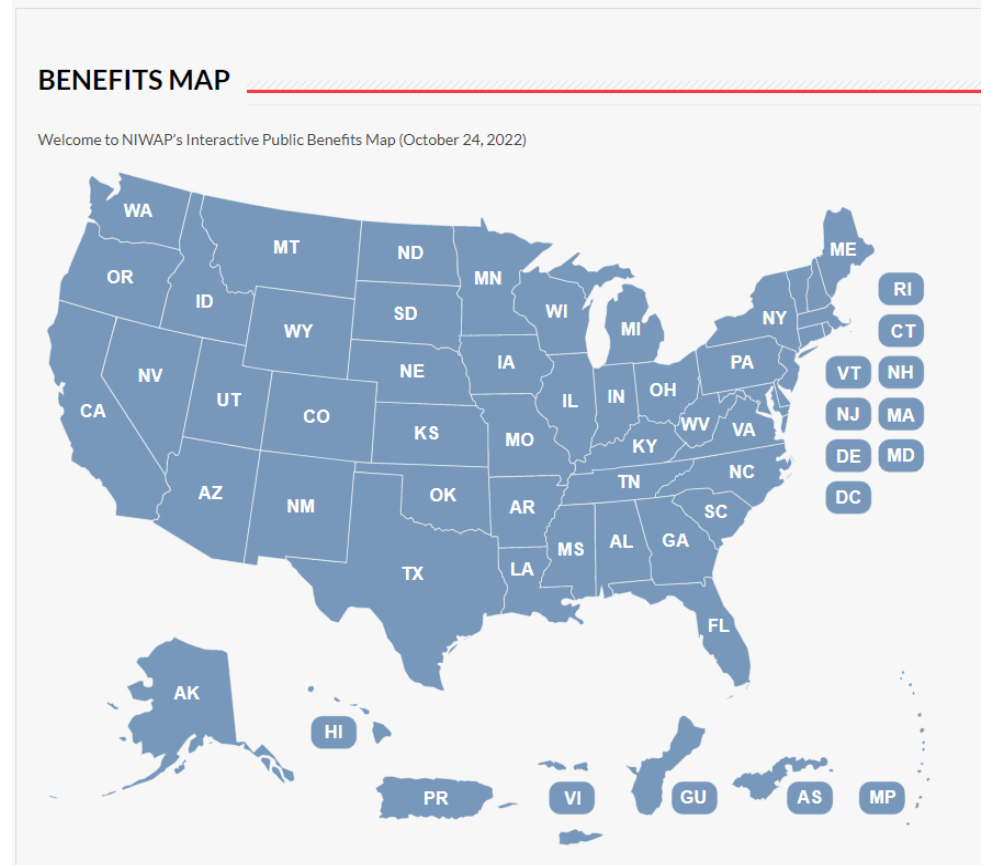 BENEFITS MAP
Welcome to NIWAP's Interactive Public Benefits Map (October 24, 2022)
WA
MT
ND
MN
ME
OR
ID
WY
SD
WI
MI
NY
RI
CT
NV
UT
CO
NE
IA
IL
IN
OH
PA
VT
NH
CA
KS
MO
KY
WV
VA
NJ
MA
AZ
NM
OK
AR
TN
NC
DE
MD
TX
LA
MS
AL
GA
SC
DC
FL
AK
HI
PR
VI
GU
AS
MP